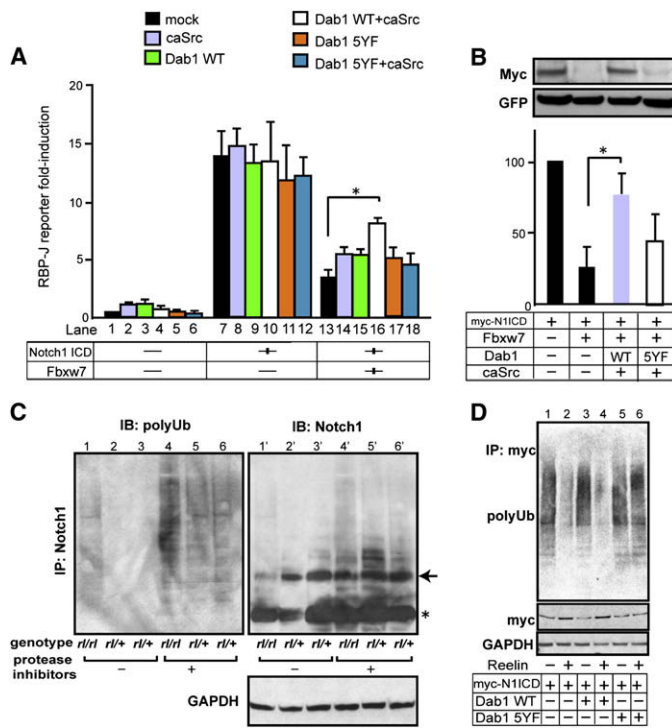 mock
caSrc
Dab1 WT
Dab1 WT+caSrc
Dab1 5YF
Dab1 5YF+caSrc
A
RBP-J reporter fold-induction
20
15
10
5
0
Lane 1 2 3 4 5 6 7 8 9 10 11 12 13 14 15 16 17 18
*
Notch1 ICD — + +
Fbxw7 — — +
B
Myc
GFP
*
100
50
0
myc-N1ICD + + + +
Fbxw7 – + + +
Dab1 – – WT 5YF
caSrc – – + +
C
IB: polyUb
IB: Notch1
1 2 3 4 5 6
1' 2' 3' 4' 5' 6'
IP: Notch1
*
genotype rl/rl rl/+ rl/+ rl/rl rl/+ rl/+ rl/rl rl/+ rl/+ rl/rl rl/+ rl/+
protease inhibitors – + – +
GAPDH
D
1 2 3 4 5 6
IP: myc
polyUb
myc
GAPDH
Reelin – + – + – +
myc-N1ICD + + + + + +
Dab1 WT – – + + – –
Dab1 5YF – – – – + +